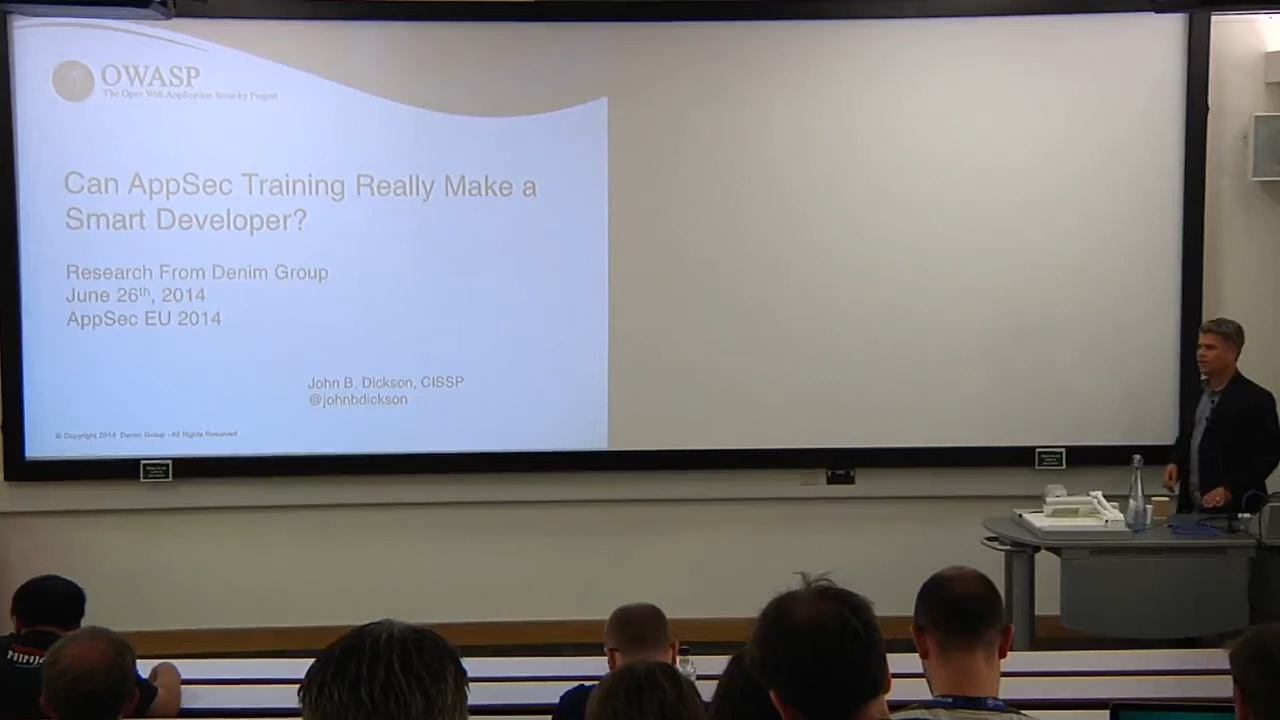 OWASP
The Open Web Application Security Project
Can AppSec Training Really Make a
Smart Developer?
Research From Denim Group
June 26th, 2014
AppSec EU 2014
John B. Dickson, CISSP
@johnbdickson
© Copyright 2014 Denim Group - All Rights Reserved
NINJA